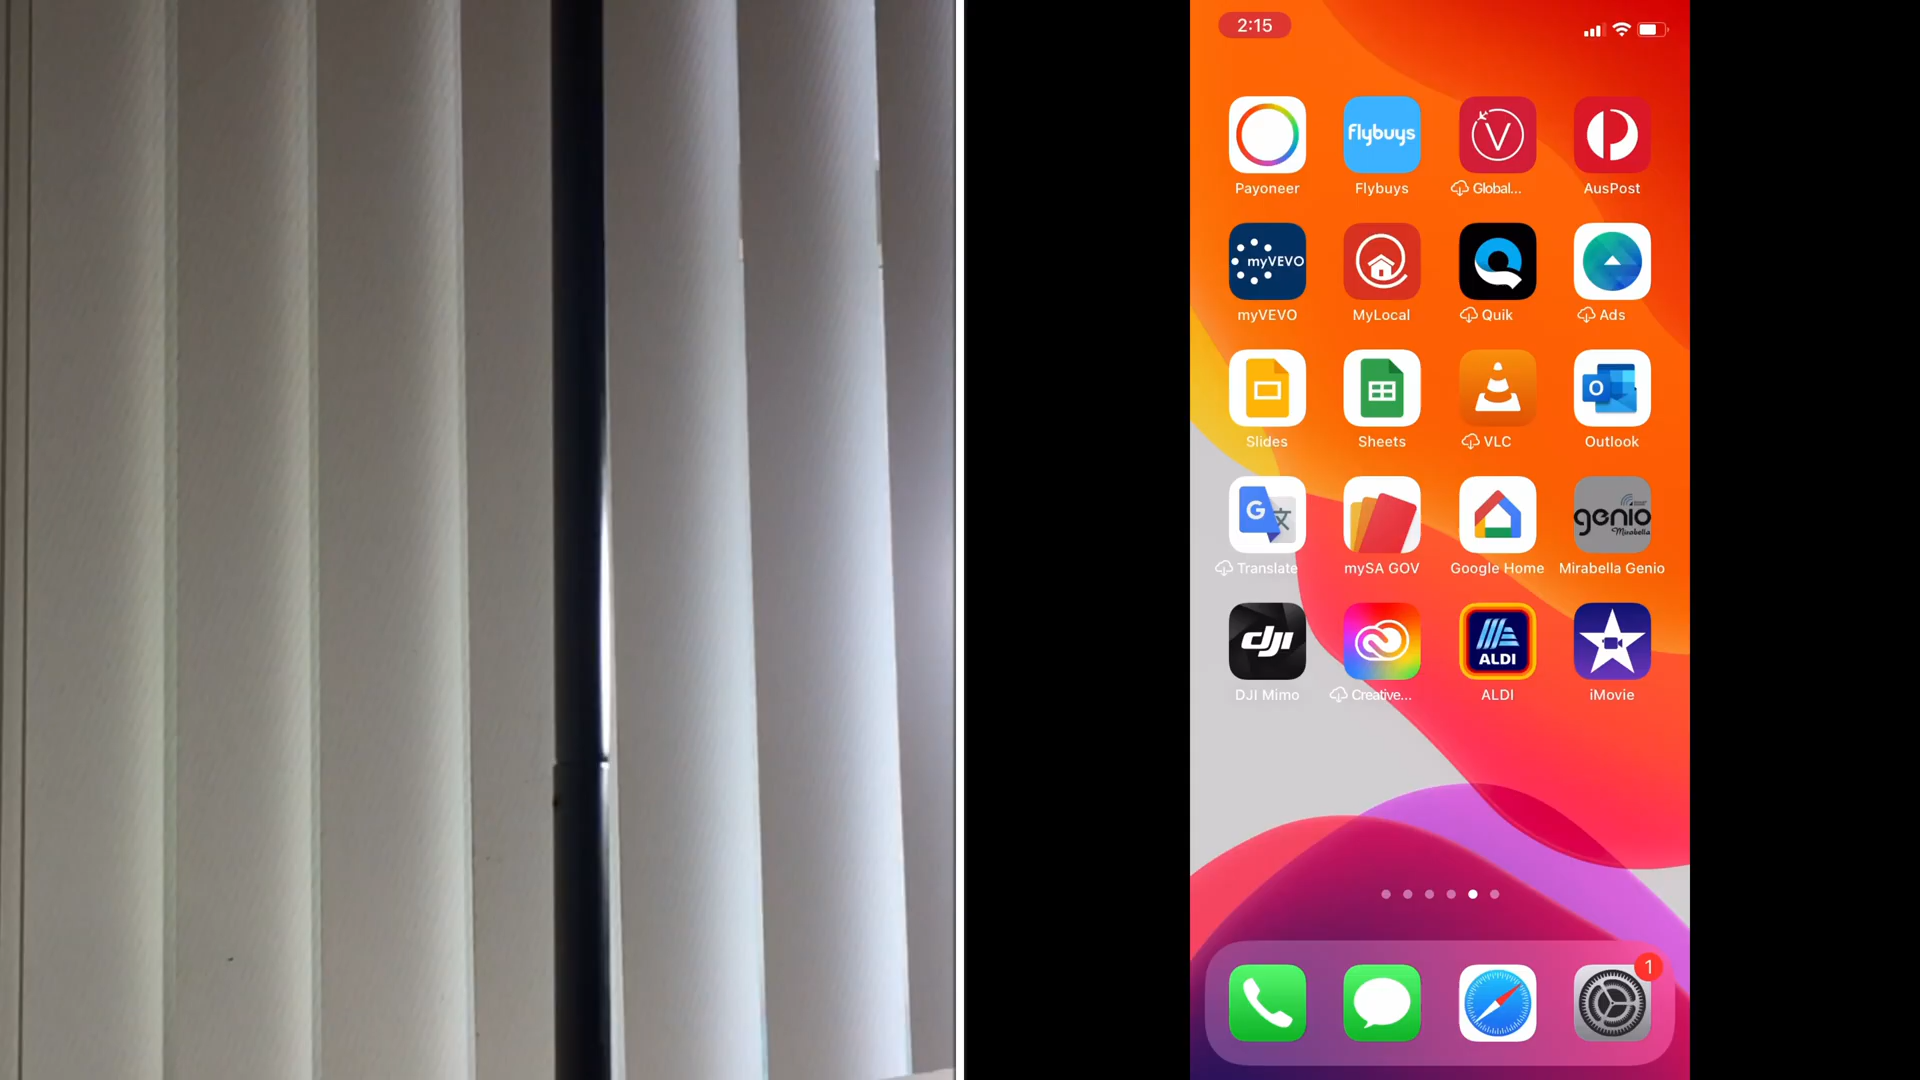 2:15
Payoneer
flybuys
Flybuys
V
Global...
AusPost
myVEVO
myVEVO
MyLocal
Quik
Ads
Slides
Sheets
VLC
O
Outlook
G
Translate
mySA GOV
Google Home
genio
Mirabella
Mirabella Genio
dji
DJI Mimo
Creative...
ALDI
ALDI
iMovie
1